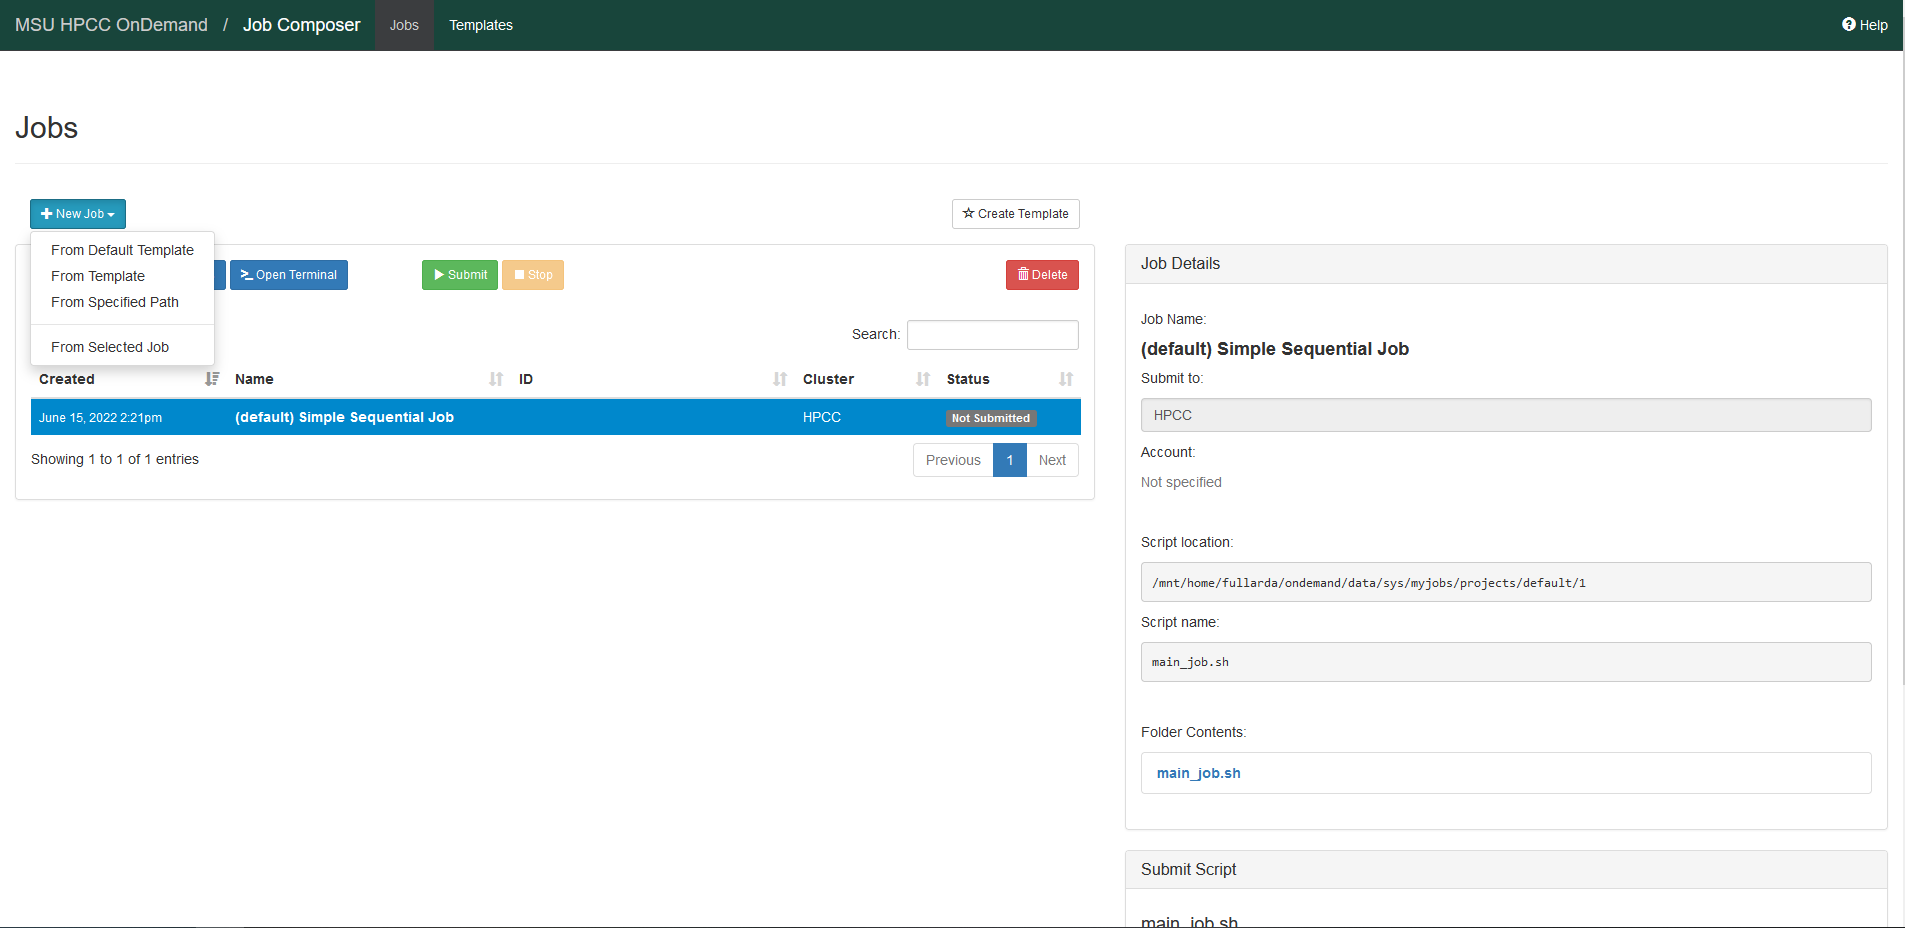 MSU HPCC OnDemand / Job Composer Jobs Templates Help
Jobs
New Job
Create Template
From Default Template
From Template
From Specified Path
From Selected Job
Open Terminal Submit Stop Delete
Search:
Created Name ID Cluster Status
June 15, 2022 2:21pm (default) Simple Sequential Job HPCC Not Submitted
Showing 1 to 1 of 1 entries
Previous 1 Next
Job Details
Job Name:
(default) Simple Sequential Job
Submit to:
HPCC
Account:
Not specified
Script location:
/mnt/home/fullarda/ondemand/data/sys/myjobs/projects/default/1
Script name:
main_job.sh
Folder Contents:
main_job.sh
Submit Script
main_job.sh